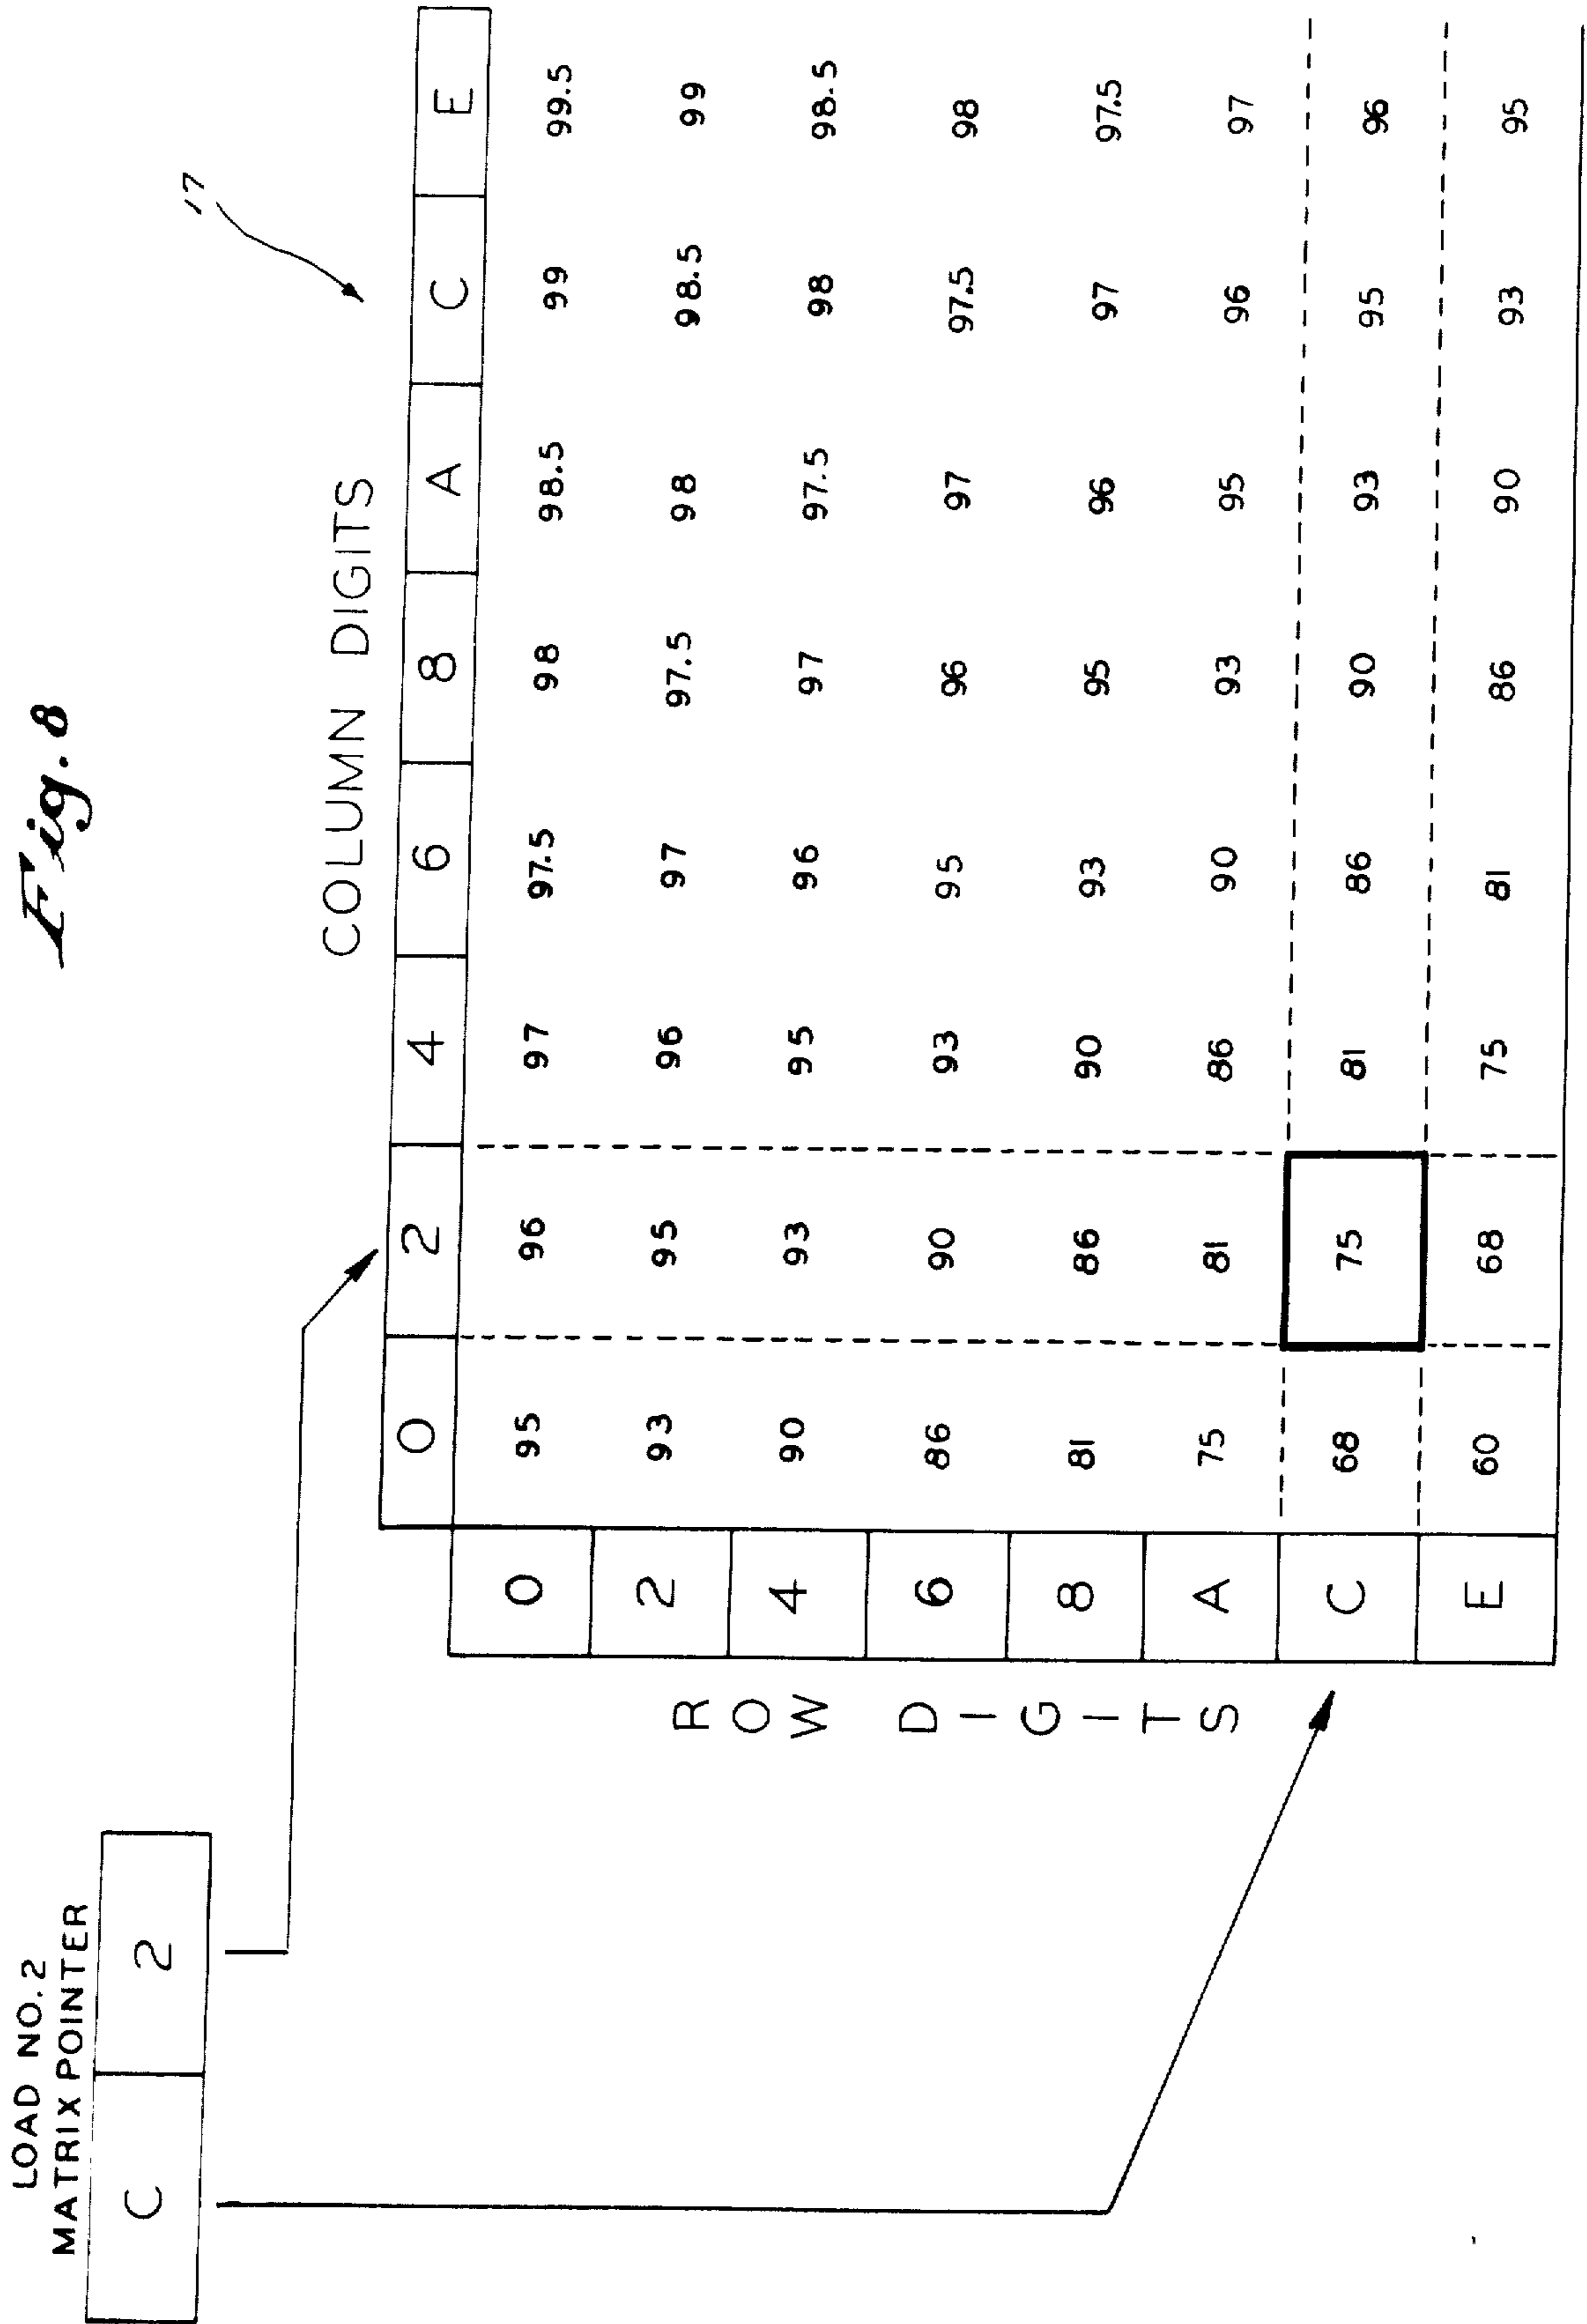 Fig. 8
LOAD NO. 2
MATRIX POINTER
C 2
17
COLUMN DIGITS
0 2 4 6 8 A C E
ROW DIGITS
0 95 96 97 97.5 98 98.5 99 99.5
2 93 95 96 97 97.5 98 98.5 99
4 90 93 95 96 97 97.5 98 98.5
6 86 90 93 95 96 97 97.5 98
8 81 86 90 93 95 96 97 97.5
A 75 81 86 90 93 95 96 97
C 68 75 81 86 90 93 95 96
E 60 68 75 81 86 90 93 95